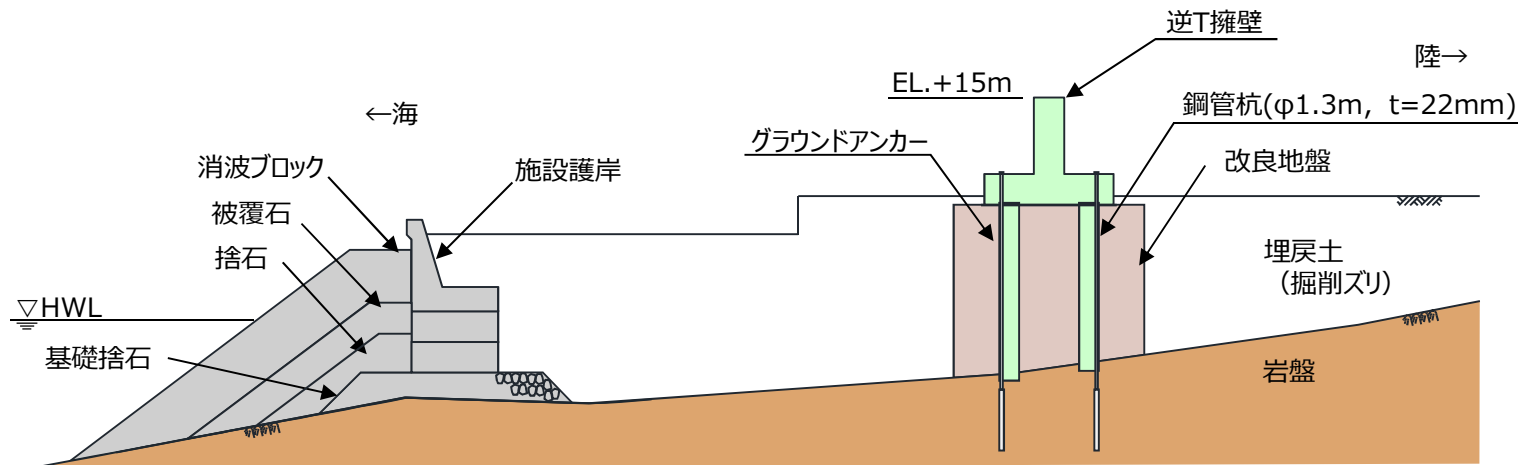 逆T擁壁
陸→
EL.+15m
←海
鋼管杭(φ1.3m, t=22mm)
グラウンドアンカー
消波ブロック
施設護岸
改良地盤
被覆石
捨石
埋戻土
（掘削ズリ）
▽HWL
基礎捨石
岩盤